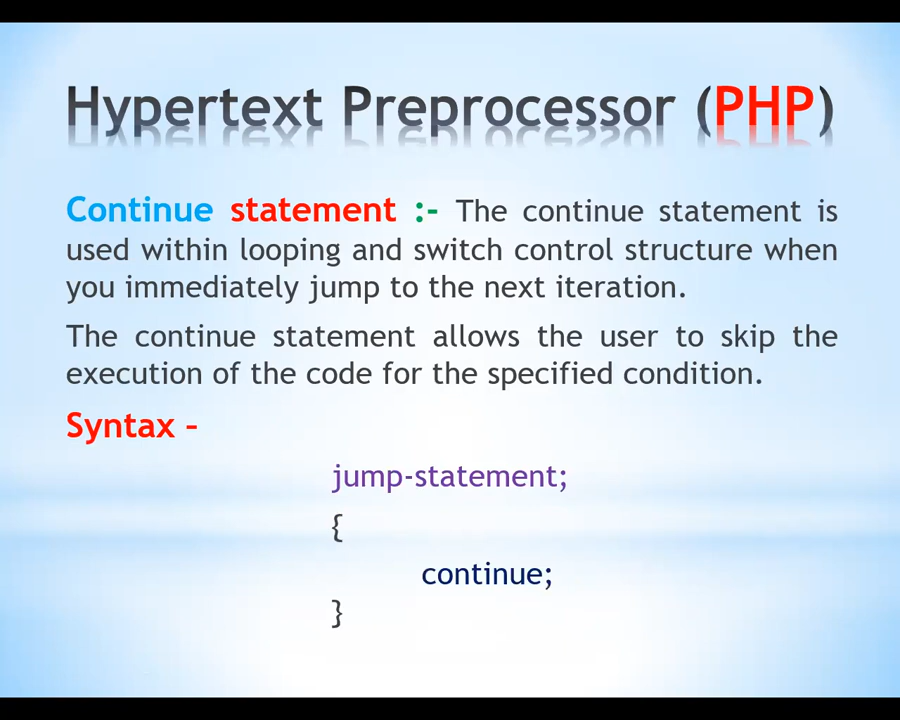 Hypertext Preprocessor (PHP)
Continue statement :- The continue statement is
used within looping and switch control structure when
you immediately jump to the next iteration.
The continue statement allows the user to skip the
execution of the code for the specified condition.
Syntax –
jump-statement;
{
continue;
}